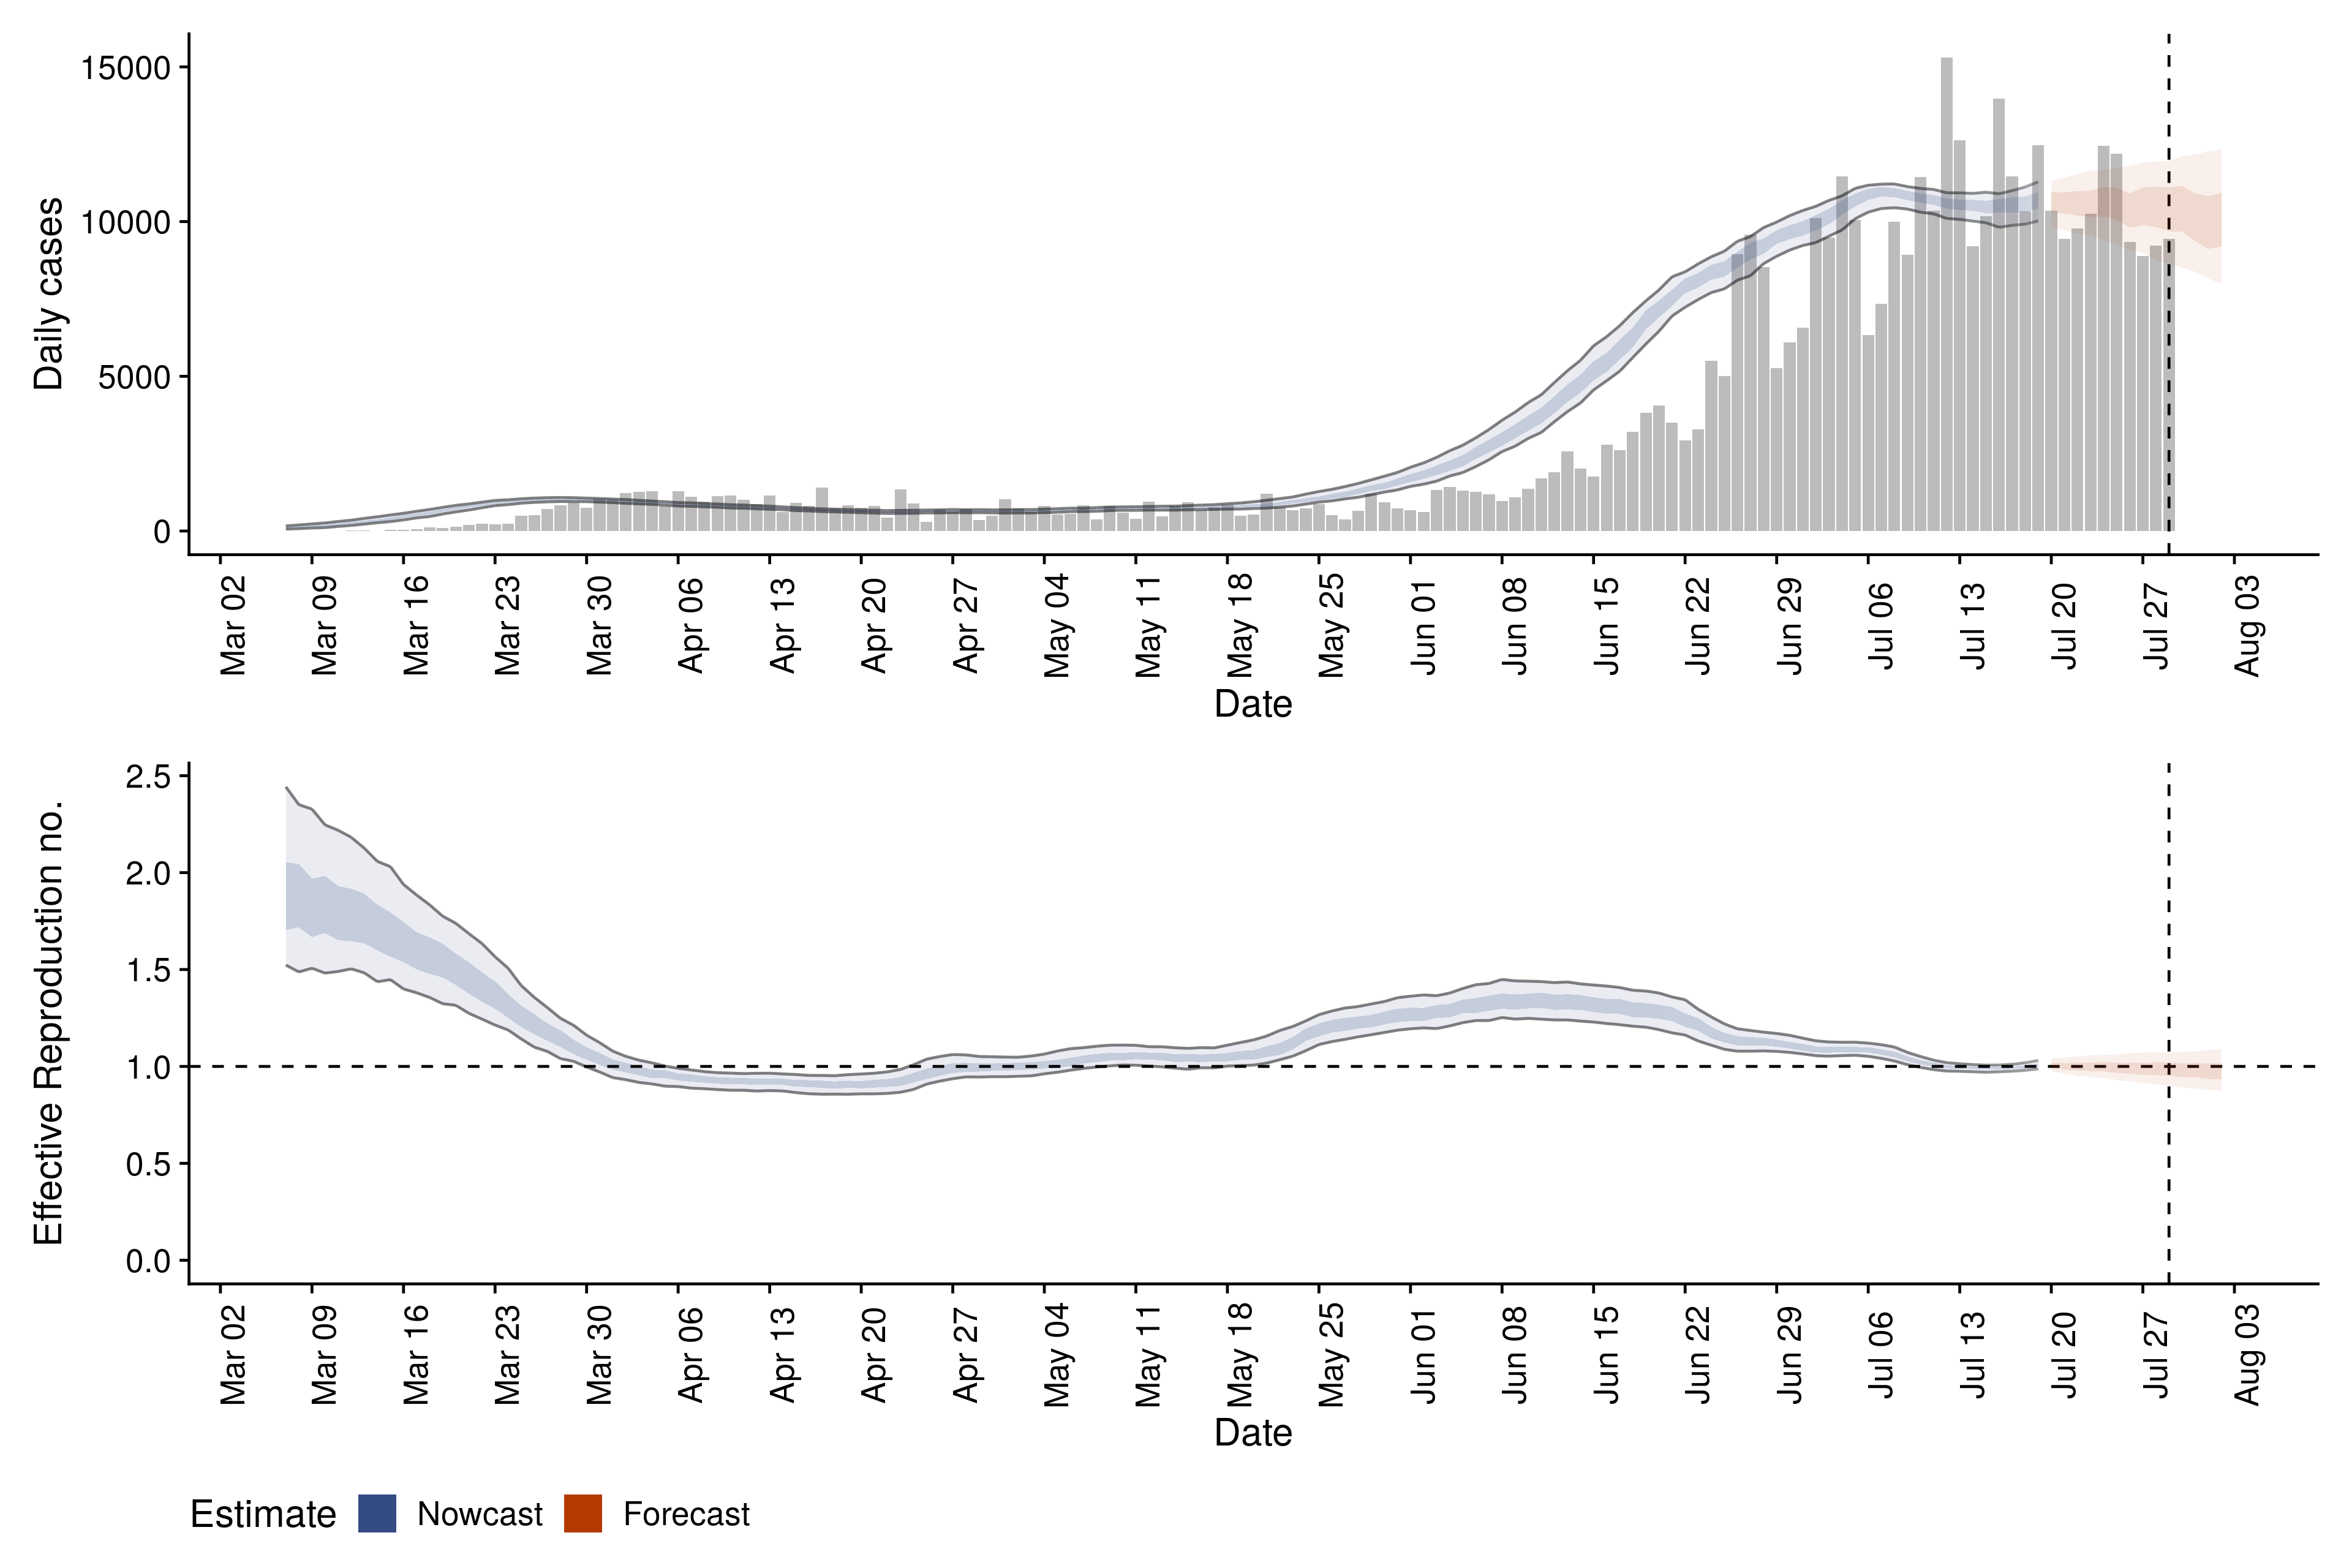 15000
10000
5000
0
Daily cases
Mar 02 Mar 09 Mar 16 Mar 23 Mar 30 Apr 06 Apr 13 Apr 20 Apr 27 May 04 May 11 May 18 May 25 Jun 01 Jun 08 Jun 15 Jun 22 Jun 29 Jul 06 Jul 13 Jul 20 Jul 27 Aug 03
Date
2.5
2.0
1.5
1.0
0.5
0.0
Effective Reproduction no.
Mar 02 Mar 09 Mar 16 Mar 23 Mar 30 Apr 06 Apr 13 Apr 20 Apr 27 May 04 May 11 May 18 May 25 Jun 01 Jun 08 Jun 15 Jun 22 Jun 29 Jul 06 Jul 13 Jul 20 Jul 27 Aug 03
Date
Estimate Nowcast Forecast